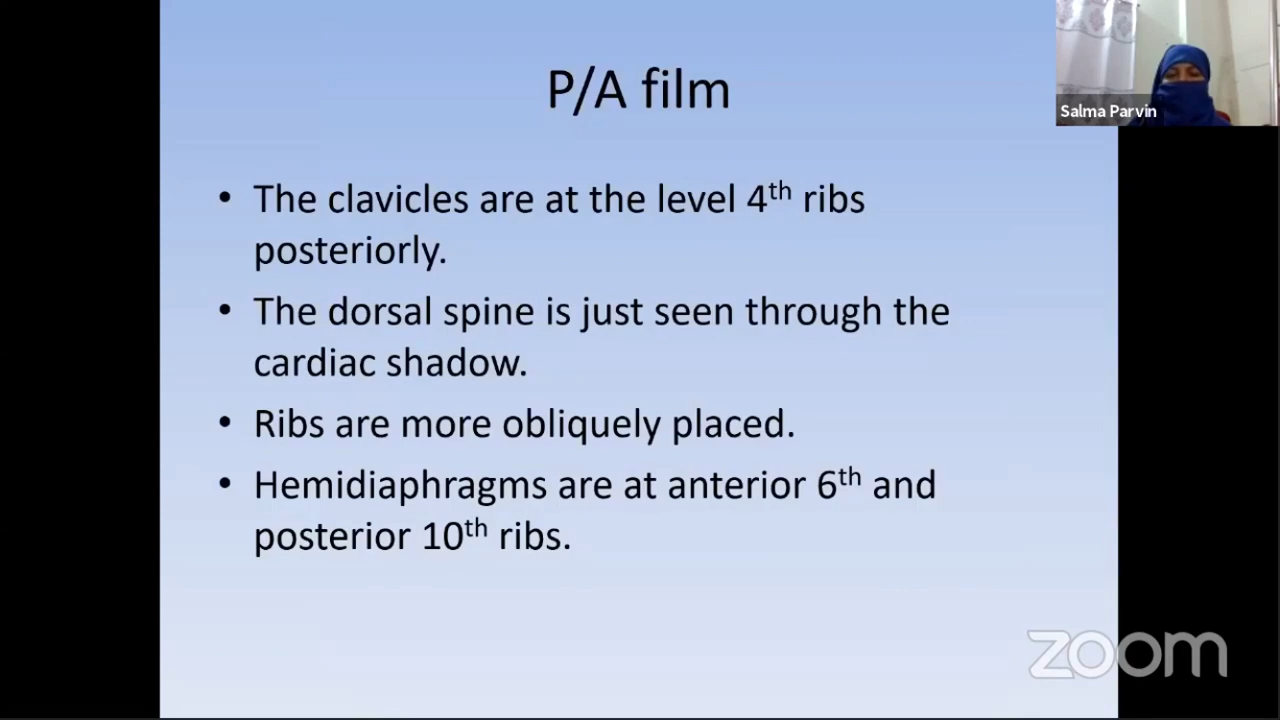 P/A film
Salma Parvin
• The clavicles are at the level 4th ribs
posteriorly.
• The dorsal spine is just seen through the
cardiac shadow.
• Ribs are more obliquely placed.
• Hemidiaphragms are at anterior 6th and
posterior 10th ribs.
zoom